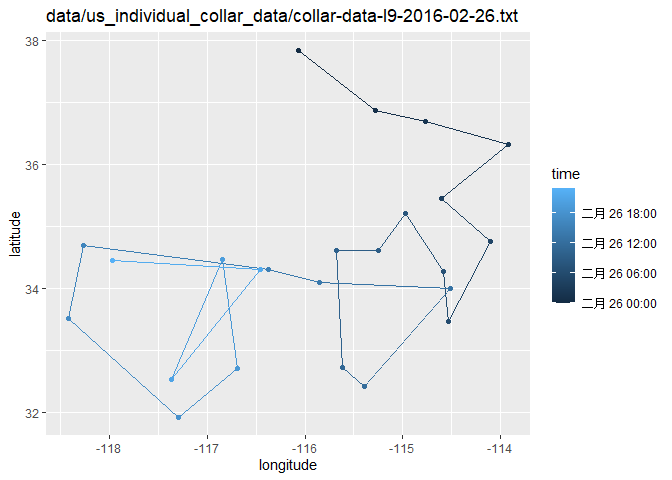 data/us_individual_collar_data/collar-data-I9-2016-02-26.txt
38
36
34
32
latitude
-118
-117
-116
-115
-114
longitude
time
二月 26 18:00
二月 26 12:00
二月 26 06:00
二月 26 00:00